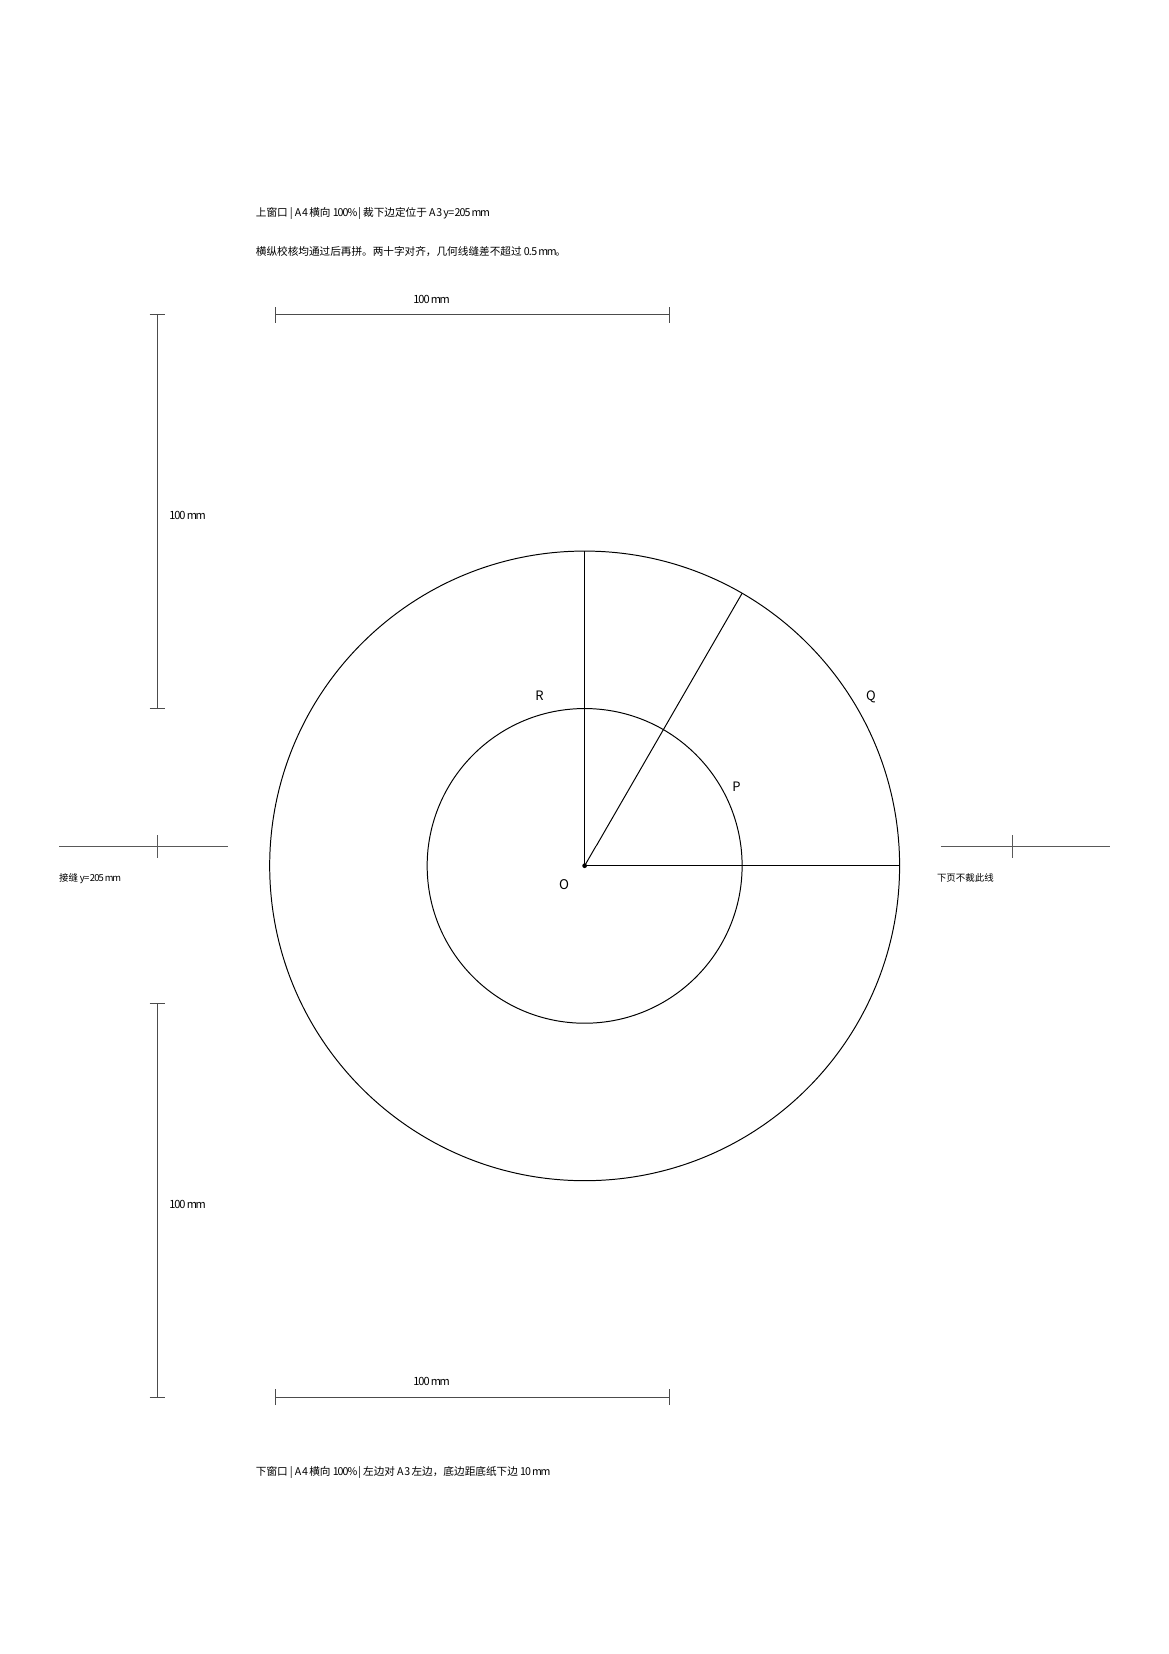 上窗口 | A4 横向 100% | 裁下边定位于 A3 y=205 mm
横纵校核均通过后再拼。两十字对齐，几何线缝差不超过 0.5 mm。
100 mm
100 mm
R
Q
P
O
接缝 y=205 mm
下页不裁此线
100 mm
100 mm
下窗口 | A4 横向 100% | 左边对 A3 左边，底边距底纸下边 10 mm